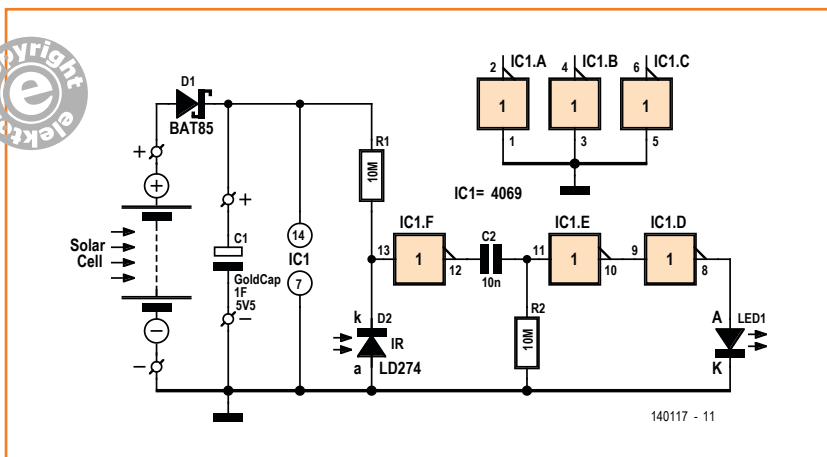 2 IC1.A 4 IC1.B 6 IC1.C
1 1 1
1 3 5
IC1= 4069
D1
BAT85
+
+
Solar
Cell
−
−
+
C1
GoldCap
1F
5V5
−
14
IC1
7
R1
10M
13 IC1.F
1
12
C2
10n
11 IC1.E
1
10
9 IC1.D
1
8
R2
10M
k D2
IR
a LD274
A LED1
K
140117 - 11
e
elektor